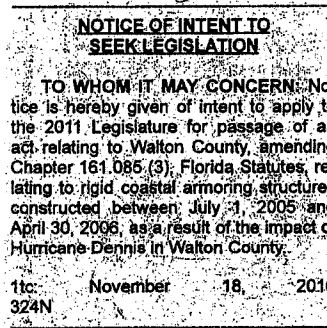 NOTICE OF INTENT TO
SEEK LEGISLATION
TO WHOM IT MAY CONCERN: No
tice is hereby given of intent to apply t
the 2011 Legislature for passage of a
act relating to Walton County, amendin
Chapter 161.085 (3), Florida Statutes, re
lating to rigid coastal armoring structure
constructed between July 1, 2005 an
April 30, 2006, as a result of the impact o
Hurricane Dennis in Walton County.
1tc: November 18, 2010
324N